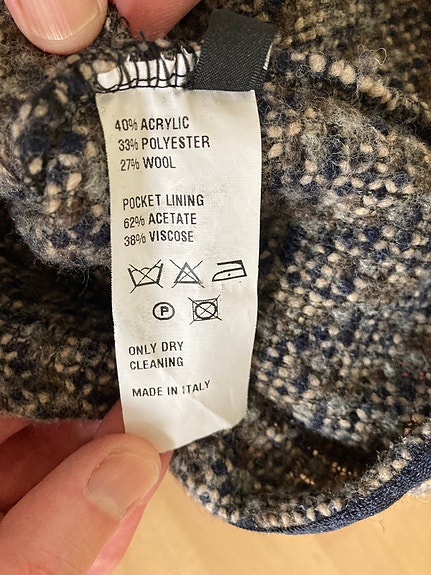 40% ACRYLIC
33% POLYESTER
27% WOOL
POCKET LINING
62% ACETATE
38% VISCOSE
P
ONLY DRY
CLEANING
MADE IN ITALY